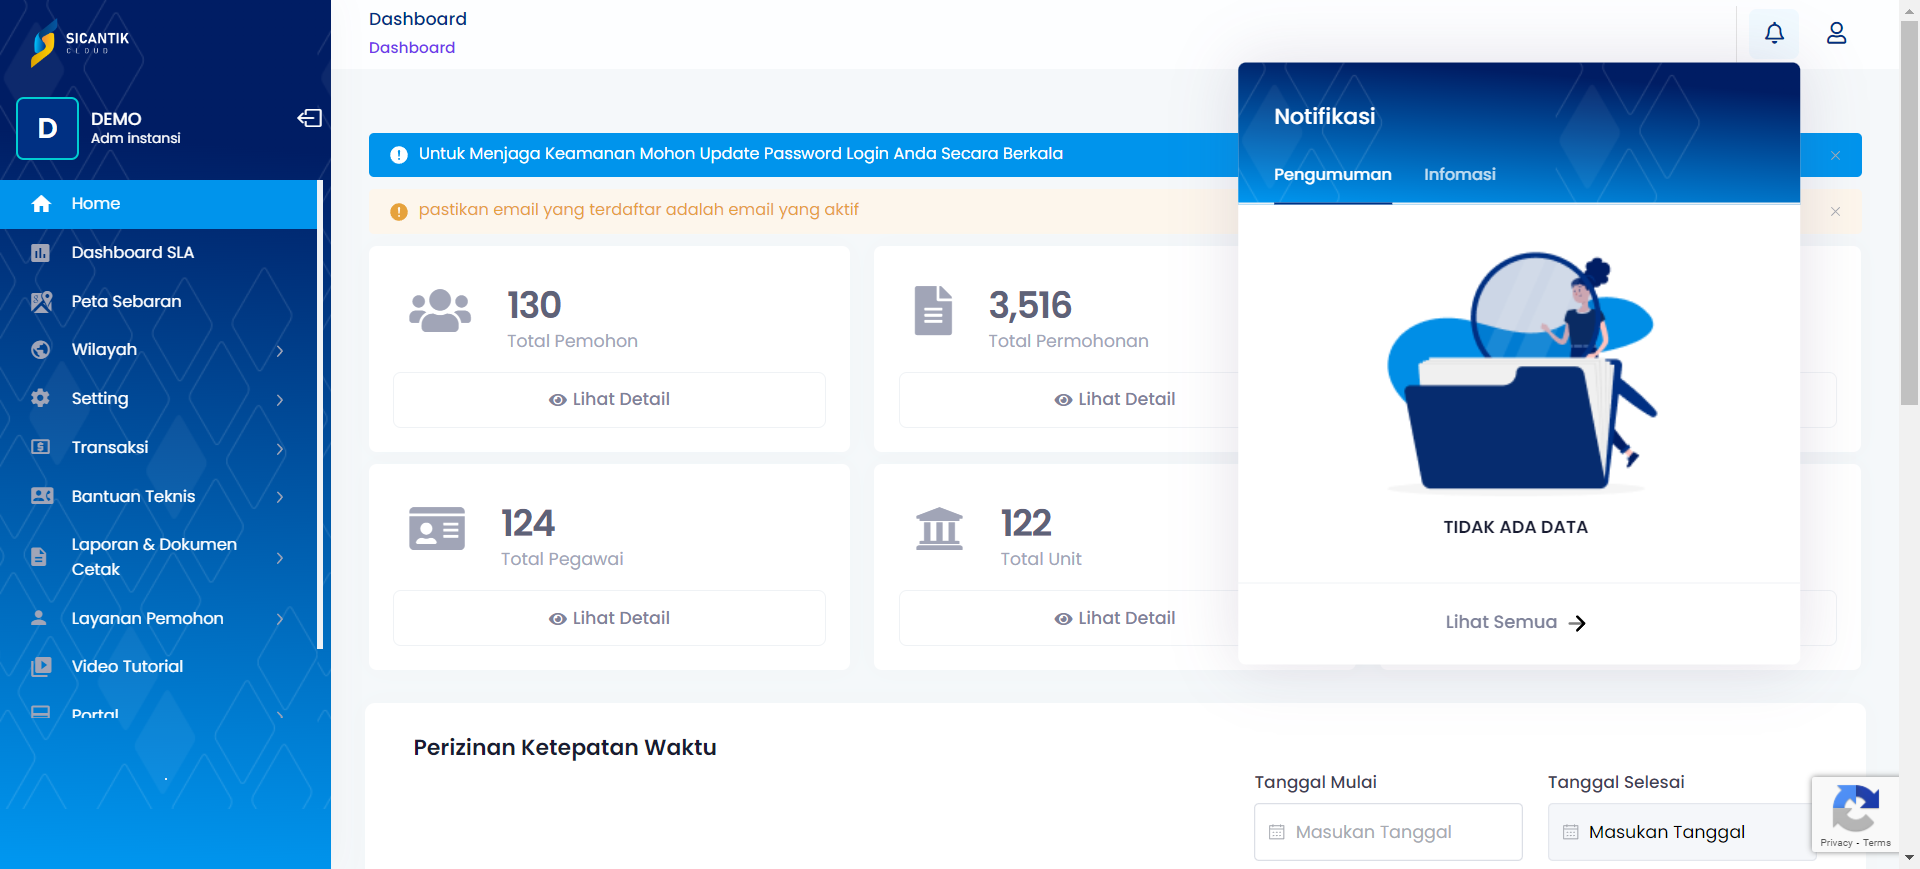 SICANTIK
CLOUD
D
DEMO
Adm instansi
Home
Dashboard SLA
Peta Sebaran
Wilayah
Setting
Transaksi
Bantuan Teknis
Laporan & Dokumen
Cetak
Layanan Pemohon
Video Tutorial
Portal
Dashboard
Dashboard
Untuk Menjaga Keamanan Mohon Update Password Login Anda Secara Berkala
pastikan email yang terdaftar adalah email yang aktif
130
Total Pemohon
Lihat Detail
3,516
Total Permohonan
Lihat Detail
124
Total Pegawai
Lihat Detail
122
Total Unit
Lihat Detail
Notifikasi
Pengumuman Infomasi
TIDAK ADA DATA
Lihat Semua
Perizinan Ketepatan Waktu
Tanggal Mulai
Masukan Tanggal
Tanggal Selesai
Masukan Tanggal
Privacy - Terms